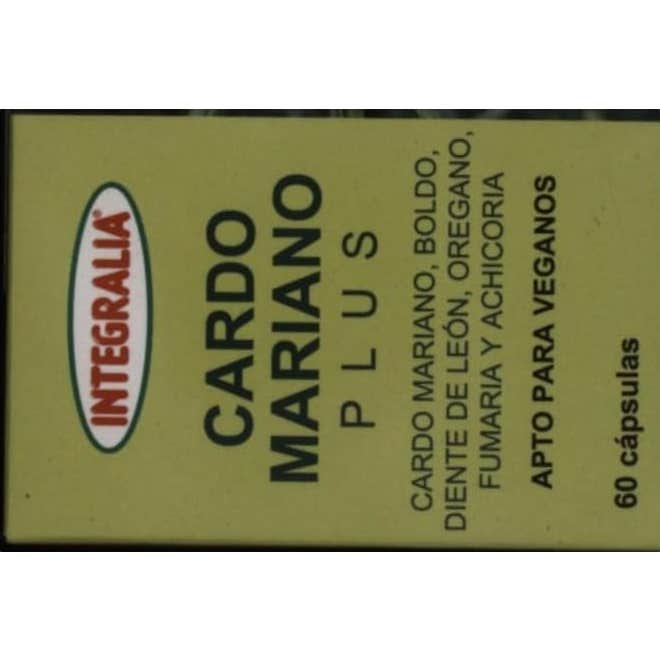 INTEGRALIA®
CARDO
MARIANO
PLUS
CARDO MARIANO, BOLDO,
DIENTE DE LEÓN, OREGANO,
FUMARIA Y ACHICORIA
APTO PARA VEGANOS
60 cápsulas